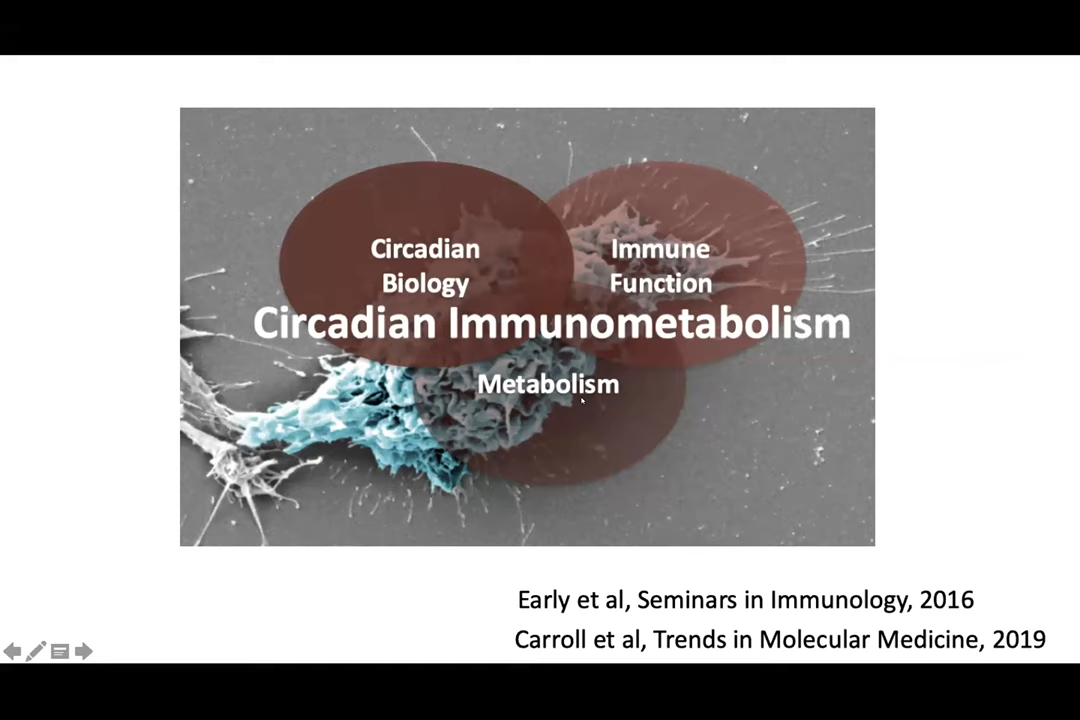 Circadian
Biology
Immune
Function
Circadian Immunometabolism
Metabolism
Early et al, Seminars in Immunology, 2016
Carroll et al, Trends in Molecular Medicine, 2019